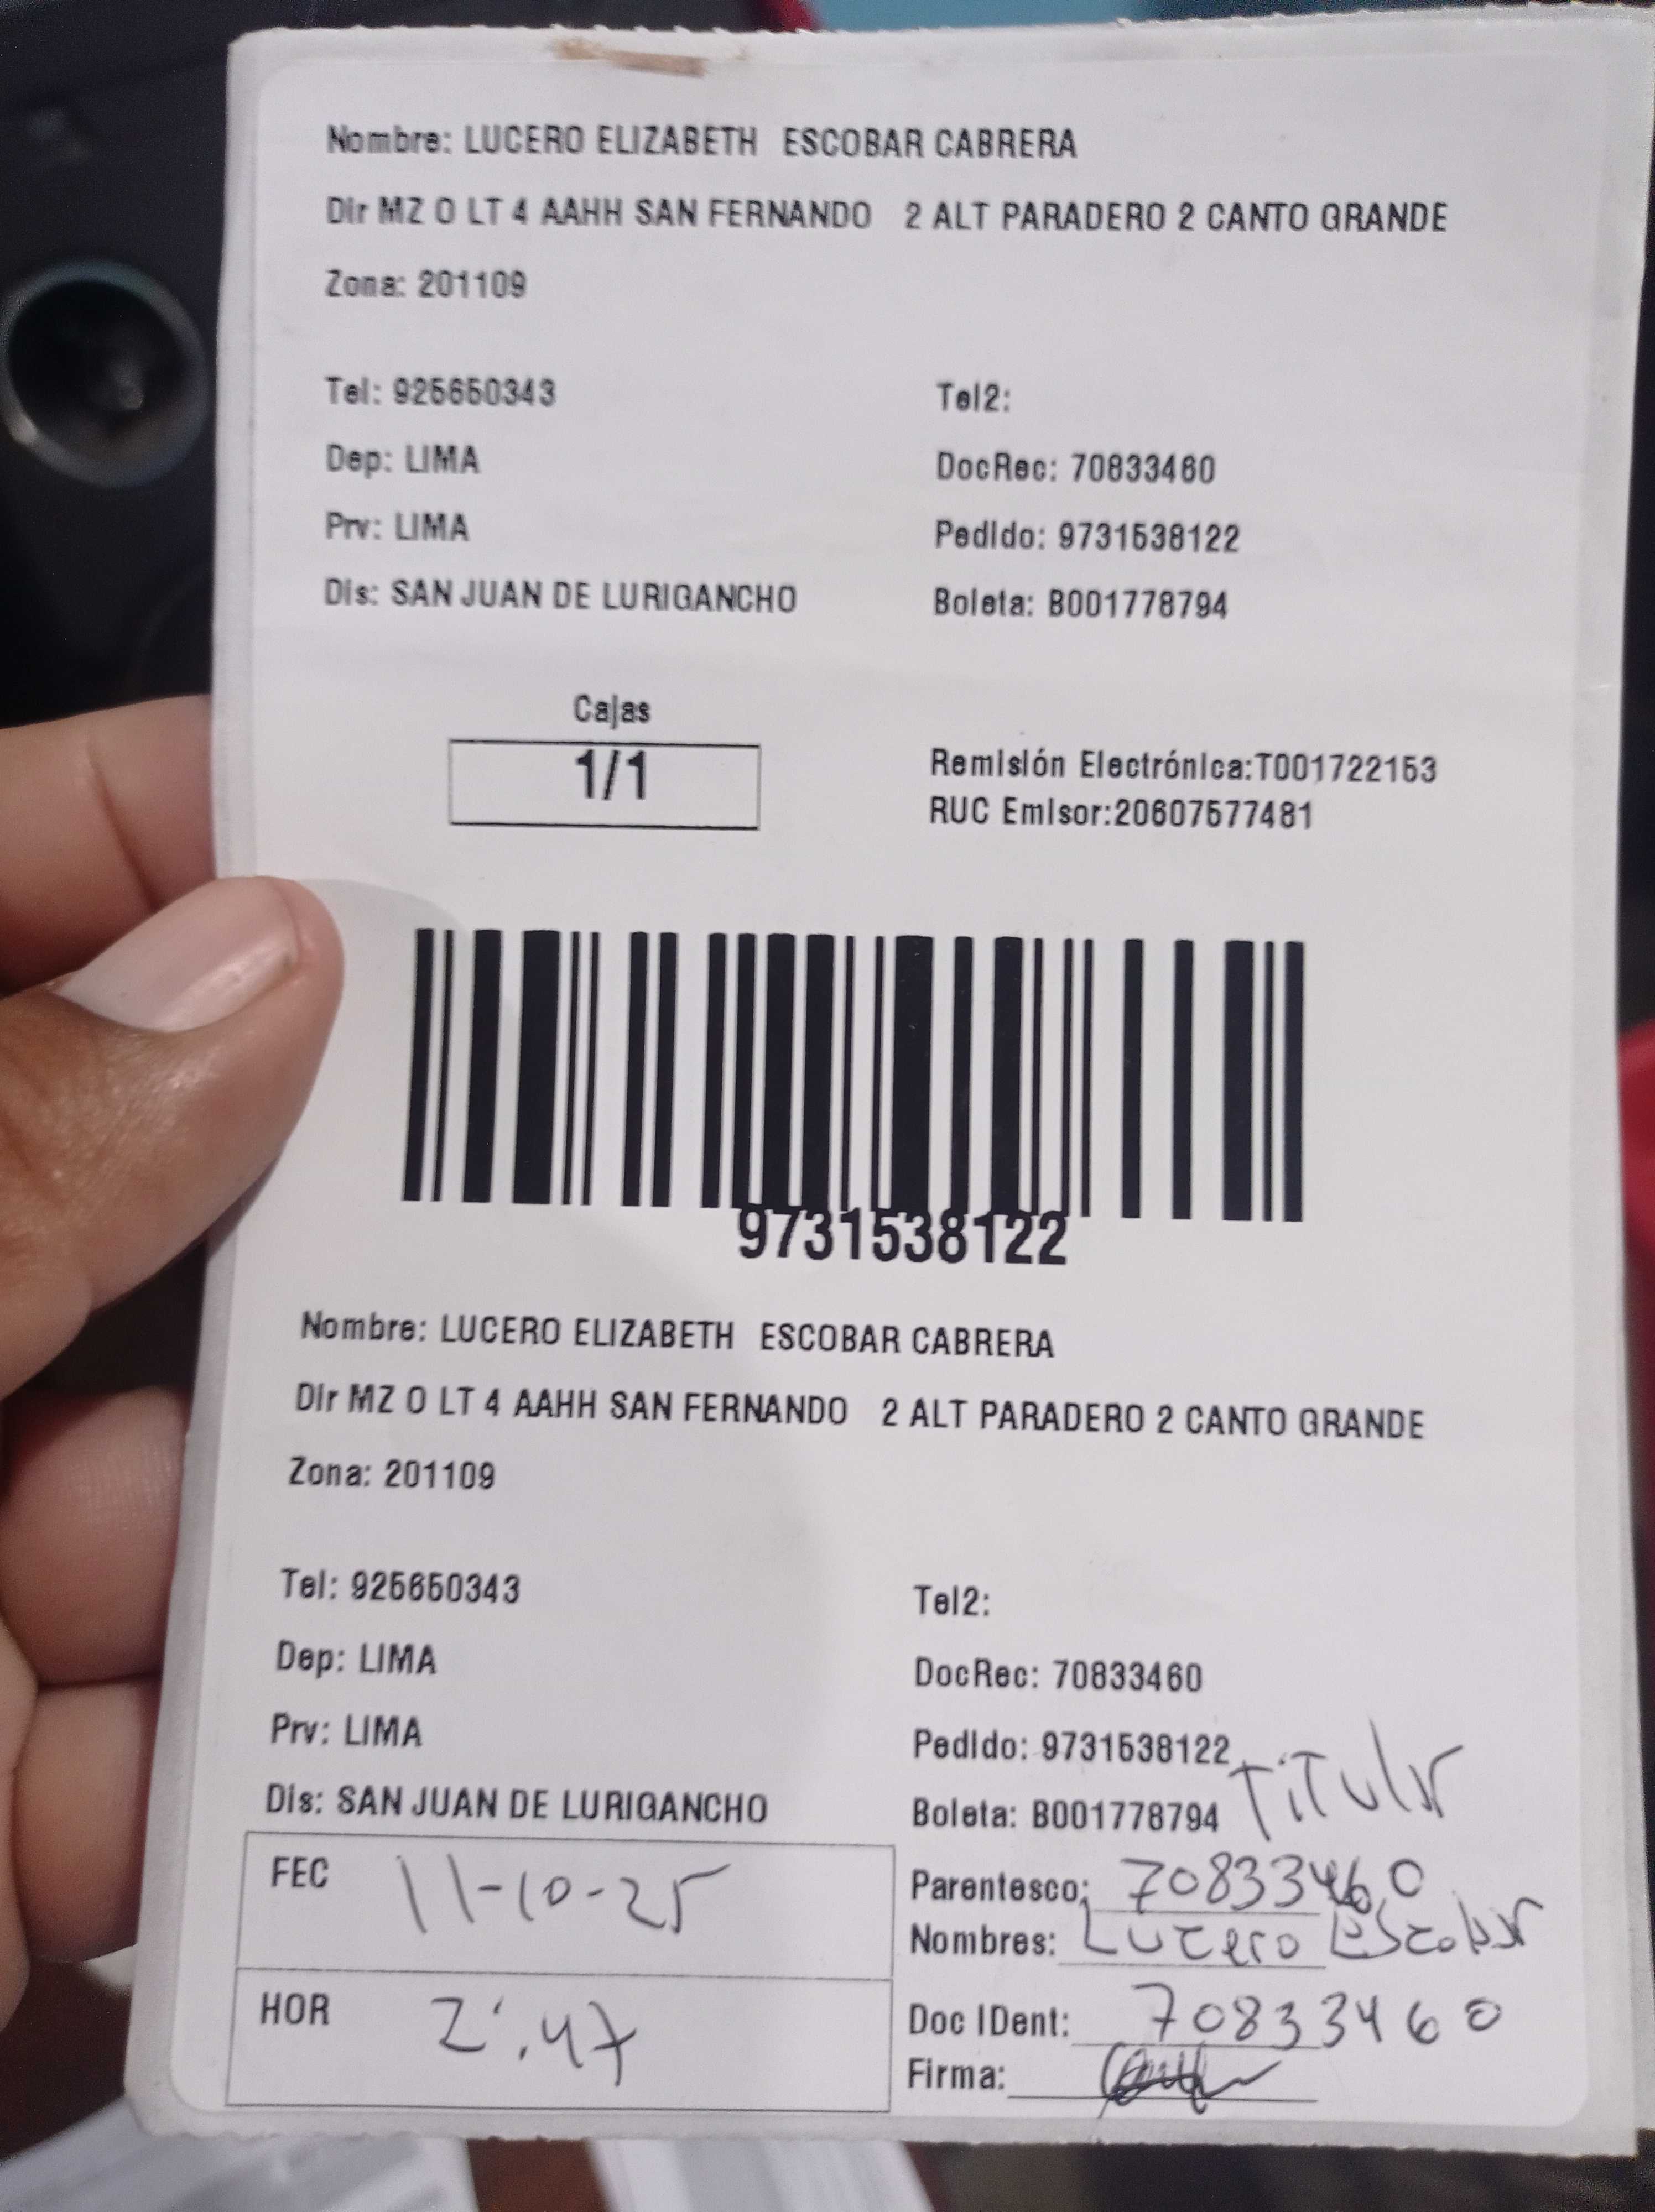 Nombre: LUCERO ELIZABETH ESCOBAR CABRERA
Dir MZ O LT 4 AAHH SAN FERNANDO 2 ALT PARADERO 2 CANTO GRANDE
Zona: 201109
Tel: 925650343 Tel2:
Dep: LIMA DocRec: 70833460
Prv: LIMA Pedido: 9731538122
Dis: SAN JUAN DE LURIGANCHO Boleta: B001778794
Cajas
1/1
Remisión Electrónica:T001722153
RUC Emisor:20607577481
9731538122
Nombre: LUCERO ELIZABETH ESCOBAR CABRERA
Dir MZ O LT 4 AAHH SAN FERNANDO 2 ALT PARADERO 2 CANTO GRANDE
Zona: 201109
Tel: 925650343 Tel2:
Dep: LIMA DocRec: 70833460
Prv: LIMA Pedido: 9731538122
Dis: SAN JUAN DE LURIGANCHO Boleta: B001778794 Titular
FEC 11-10-25 Parentesco: 70833460
Nombres: Lucero Escobar
HOR 2:47 Doc IDent: 70833460
Firma: